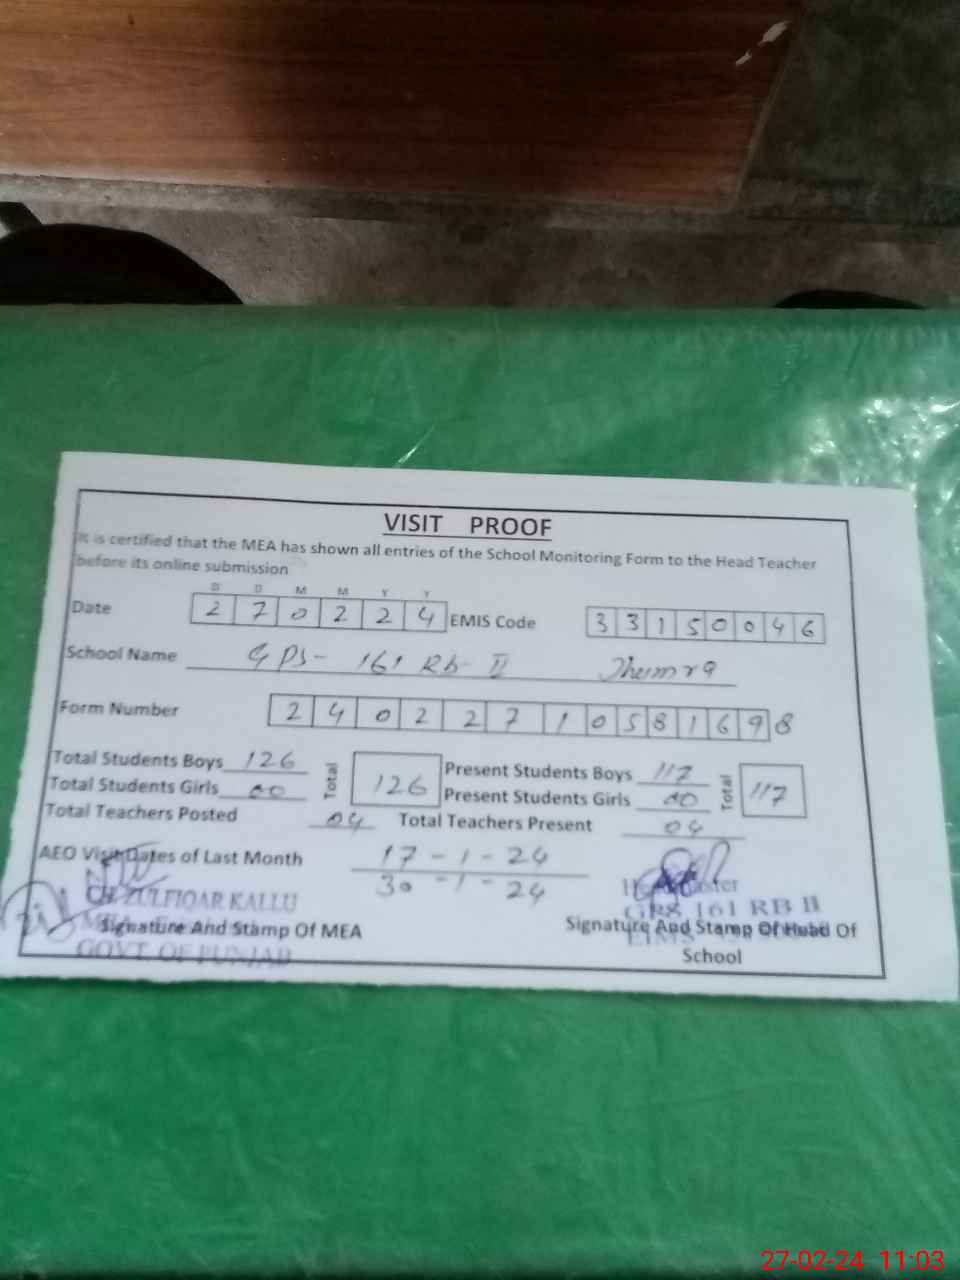 VISIT PROOF
It is certified that the MEA has shown all entries of the School Monitoring Form to the Head Teacher
before its online submission
D D M M Y Y
Date 2 7 0 2 2 4 EMIS Code 3 3 1 5 0 0 4 6
School Name GPS- 161 Rb- II Jhumra
Form Number 2 4 0 2 2 7 1 0 5 8 1 6 9 8
Total Students Boys 126 Total 126 Present Students Boys 117 Total 117
Total Students Girls 00 Present Students Girls 00
Total Teachers Posted 04 Total Teachers Present 04
AEO Visit Dates of Last Month 17-1-24
30-1-24
CH ZULFIQAR KALLU
161 RB II
Signature And Stamp Of MEA Signature And Stamp Of Head Of
School
GOVT OF PUNJAB
27-02-24 11:03